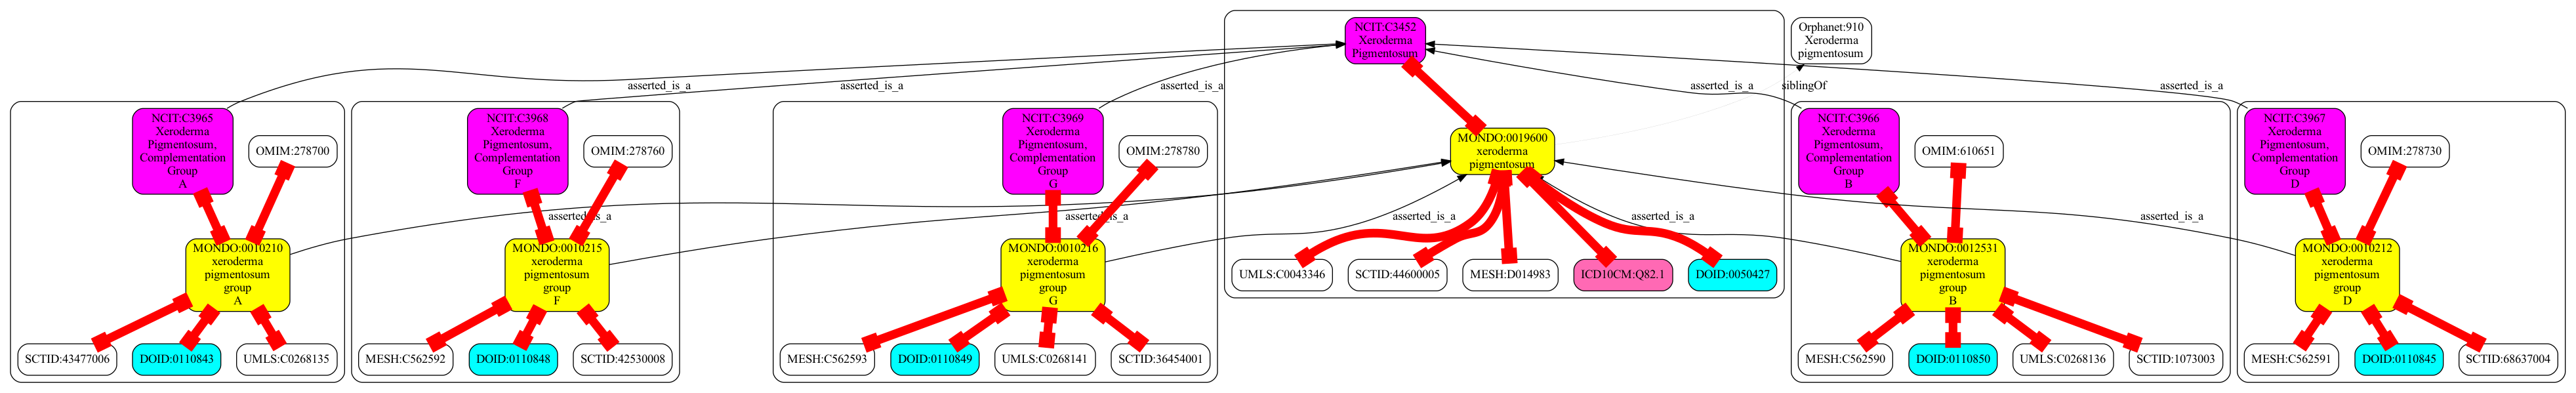 NCIT:C3452
Xeroderma
Pigmentosum
Orphanet:910
Xeroderma
pigmentosum
asserted_is_a
asserted_is_a
asserted_is_a
asserted_is_a
siblingOf
asserted_is_a
NCIT:C3965
Xeroderma
Pigmentosum,
Complementation
Group
A
OMIM:278700
NCIT:C3968
Xeroderma
Pigmentosum,
Complementation
Group
F
OMIM:278760
NCIT:C3969
Xeroderma
Pigmentosum,
Complementation
Group
G
OMIM:278780
MONDO:0019600
xeroderma
pigmentosum
NCIT:C3966
Xeroderma
Pigmentosum,
Complementation
Group
B
OMIM:610651
NCIT:C3967
Xeroderma
Pigmentosum,
Complementation
Group
D
OMIM:278730
asserted_is_a
asserted_is_a
asserted_is_a
asserted_is_a
asserted_is_a
MONDO:0010210
xeroderma
pigmentosum
group
A
MONDO:0010215
xeroderma
pigmentosum
group
F
MONDO:0010216
xeroderma
pigmentosum
group
G
UMLS:C0043346
SCTID:44600005
MESH:D014983
ICD10CM:Q82.1
DOID:0050427
MONDO:0012531
xeroderma
pigmentosum
group
B
MONDO:0010212
xeroderma
pigmentosum
group
D
SCTID:43477006
DOID:0110843
UMLS:C0268135
MESH:C562592
DOID:0110848
SCTID:42530008
MESH:C562593
DOID:0110849
UMLS:C0268141
SCTID:36454001
MESH:C562590
DOID:0110850
UMLS:C0268136
SCTID:1073003
MESH:C562591
DOID:0110845
SCTID:68637004